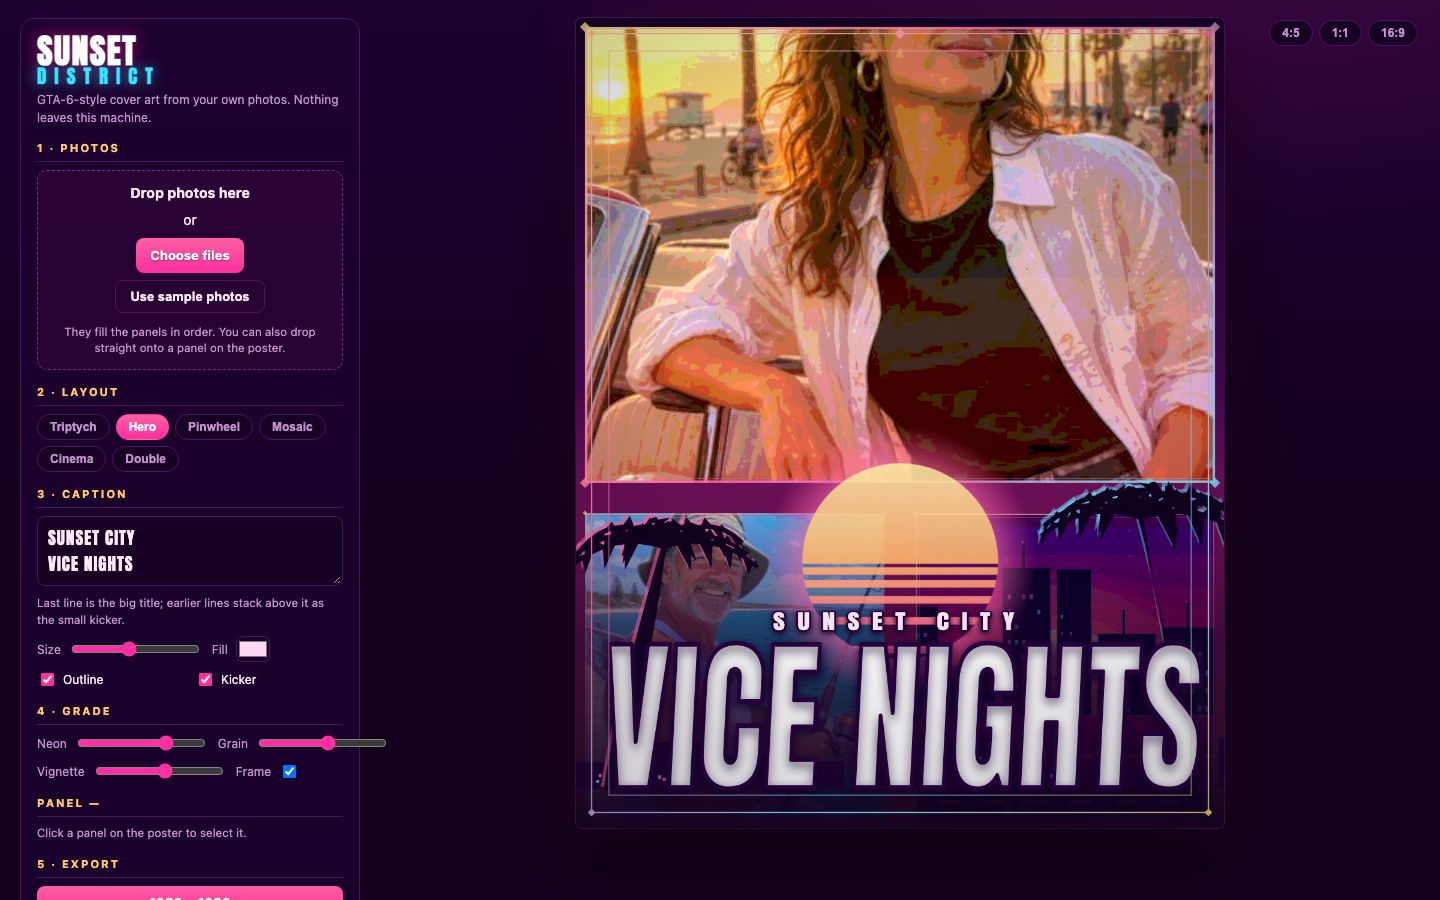 SUNSET
DISTRICT
GTA-6-style cover art from your own photos. Nothing
leaves this machine.
1 · PHOTOS
Drop photos here
or
Choose files
Use sample photos
They fill the panels in order. You can also drop
straight onto a panel on the poster.
2 · LAYOUT
Triptych Hero Pinwheel Mosaic
Cinema Double
3 · CAPTION
SUNSET CITY
VICE NIGHTS
Last line is the big title; earlier lines stack above it as
the small kicker.
Size Fill
Outline Kicker
4 · GRADE
Neon Grain
Vignette Frame
PANEL —
Click a panel on the poster to select it.
5 · EXPORT
4:5 1:1 16:9
SUNSET CITY
VICE NIGHTS